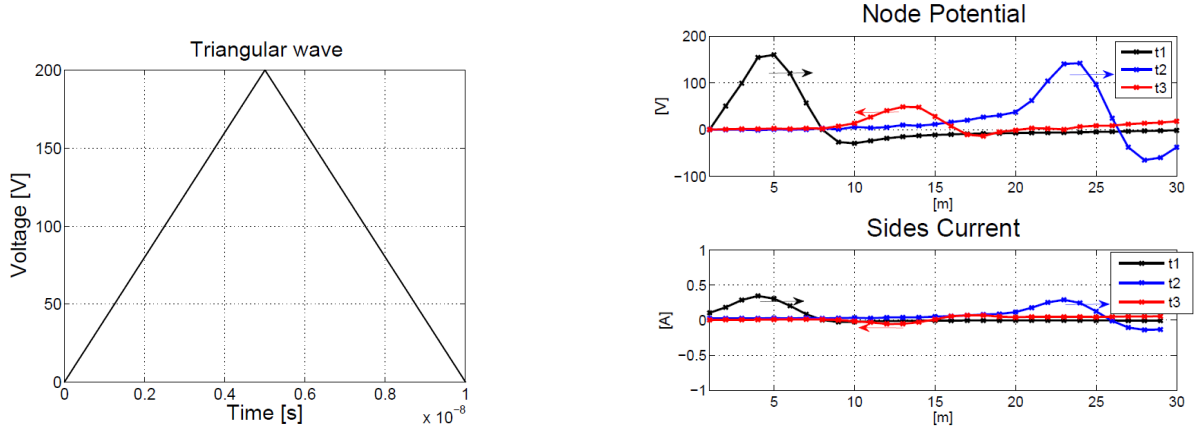 Triangular wave
Voltage [V]
200
150
100
50
0
0
0.2
0.4
0.6
0.8
1
Time [s]
x 10⁻⁸
Node Potential
[V]
200
100
0
−100
5
10
15
20
25
30
[m]
t1
t2
t3
Sides Current
[A]
1
0.5
0
−0.5
−1
5
10
15
20
25
30
[m]
t1
t2
t3